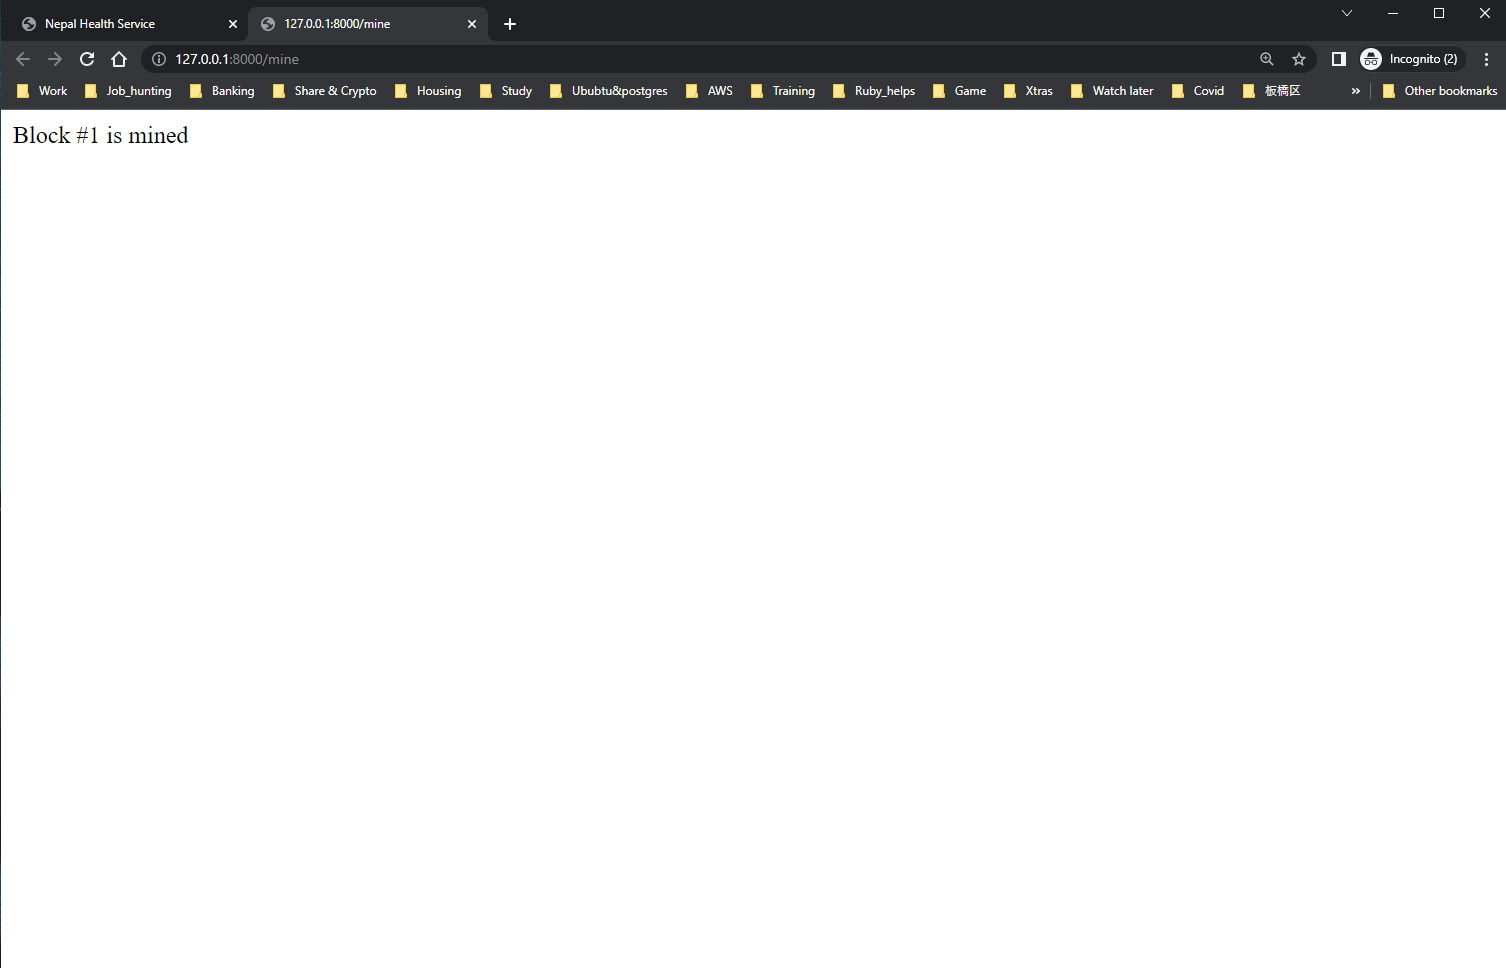 Nepal Health Service
127.0.0.1:8000/mine
127.0.0.1:8000/mine
Incognito (2)
Work Job_hunting Banking Share & Crypto Housing Study Ububtu&postgres AWS Training Ruby_helps Game Xtras Watch later Covid 板橋区 » Other bookmarks
Block #1 is mined